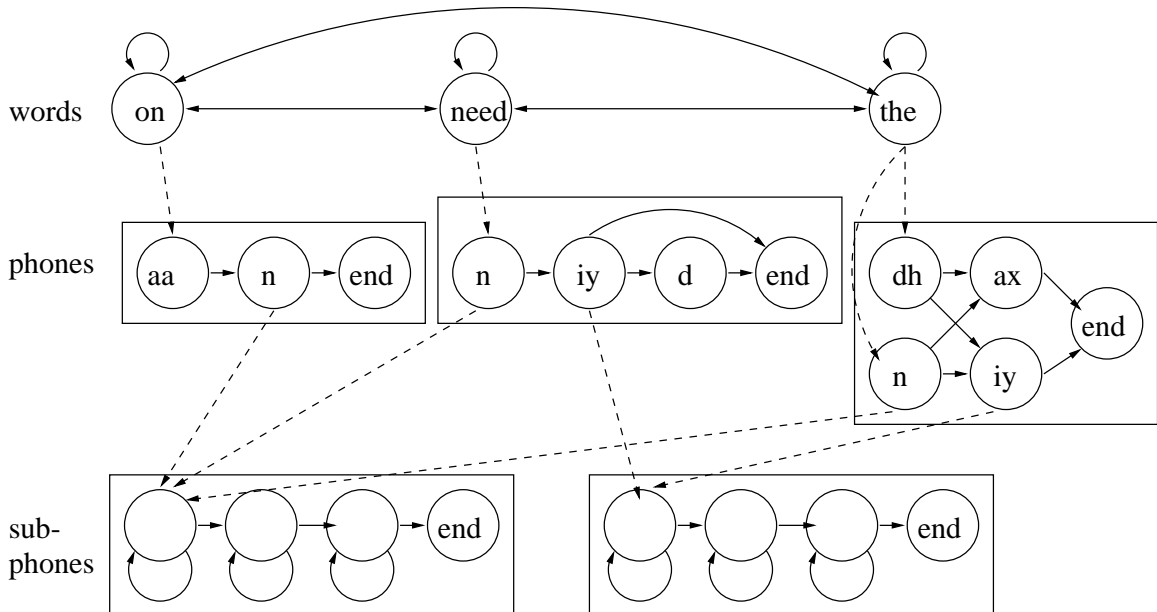 words on need the
phones aa n end n iy d end dh ax
end
n iy
sub-
phones end end